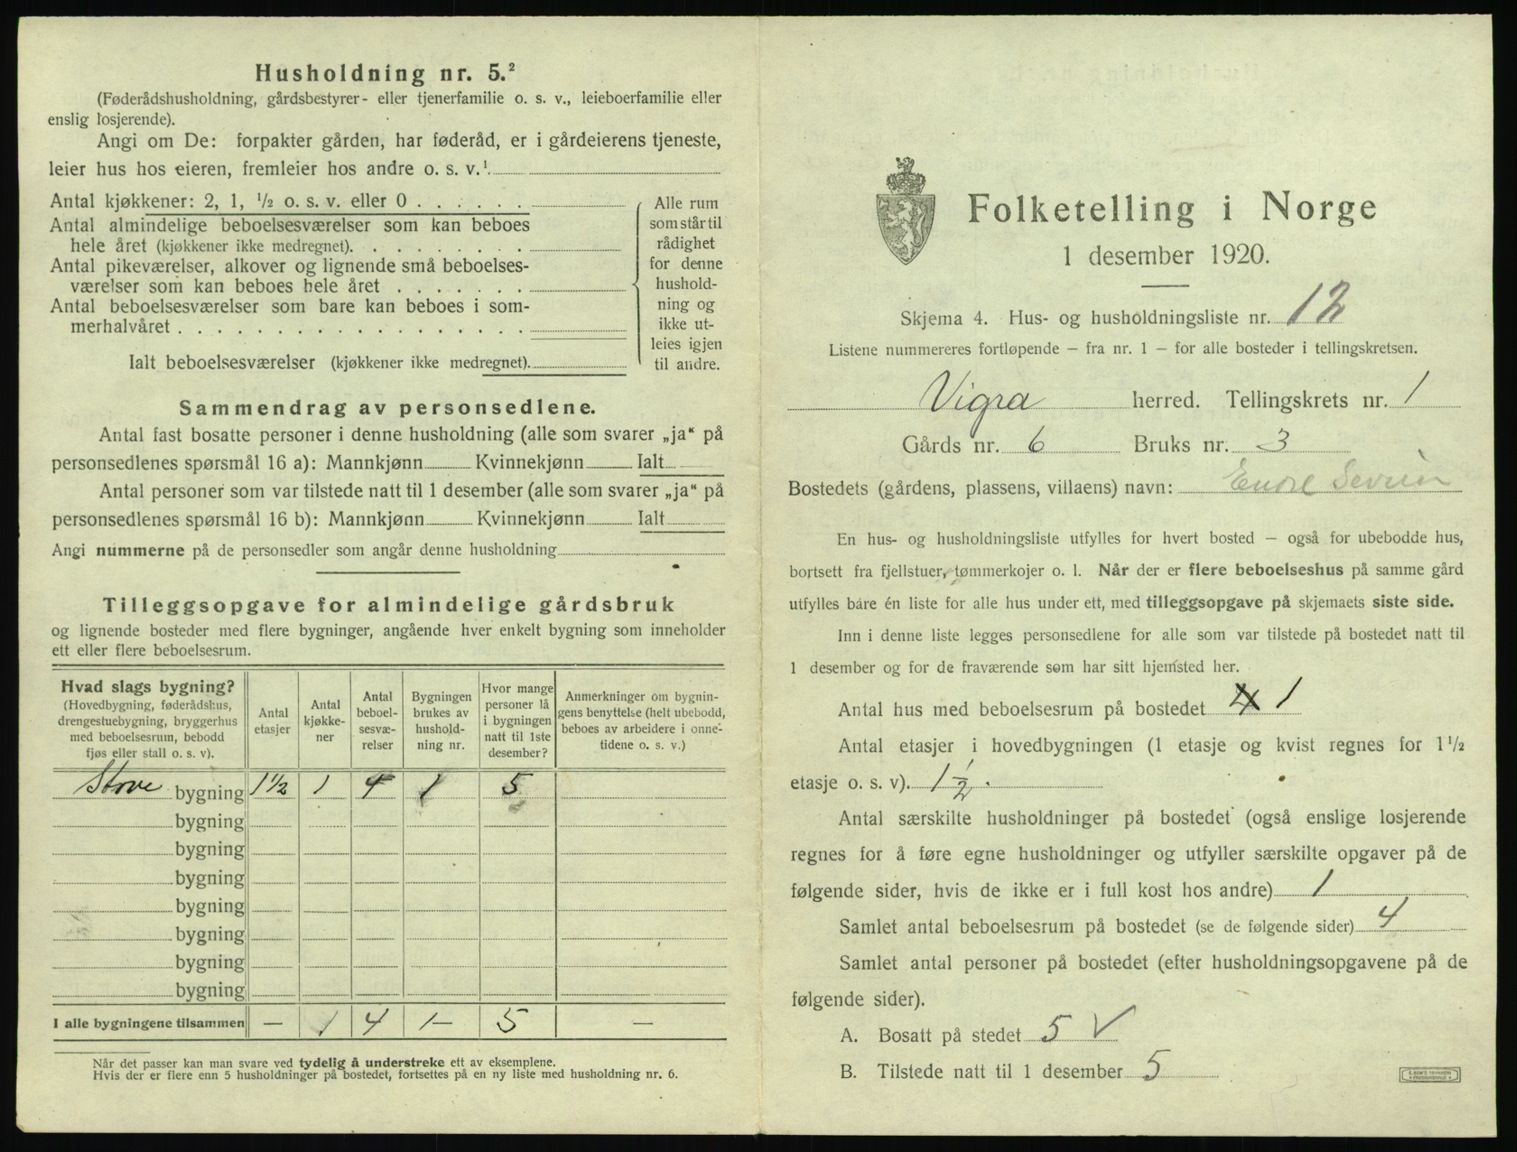 Husholdning nr. 5.²
(Føderådshusholdning, gårdsbestyrer- eller tjenerfamilie o. s. v., leieboerfamilie eller
enslig losjerende).
Angi om De: forpakter gården, har føderåd, er i gårdeierens tjeneste,
leier hus hos eieren, fremleier hos andre o. s. v.¹
Antal kjøkkener: 2, 1, ½ o. s. v. eller 0
Antal almindelige beboelsesværelser som kan beboes
hele året (kjøkkener ikke medregnet).
Antal pikeværelser, alkover og lignende små beboelses-
værelser som kan beboes hele året
Antal beboelsesværelser som bare kan beboes i som-
merhalvåret
Ialt beboelsesværelser (kjøkkener ikke medregnet).
Alle rum
som står til
rådighet
for denne
hushold-
ning og
ikke ut-
leies igjen
til andre.
Sammendrag av personsedlene.
Antal fast bosatte personer i denne husholdning (alle som svarer „ja“ på
personsedlenes spørsmål 16 a): Mannkjønn Kvinnekjønn Ialt
Antal personer som var tilstede natt til 1 desember (alle som svarer „ja“ på
personsedlenes spørsmål 16 b): Mannkjønn Kvinnekjønn Ialt
Angi nummerne på de personsedler som angår denne husholdning
Tilleggsopgave for almindelige gårdsbruk
og lignende bosteder med flere bygninger, angående hver enkelt bygning som inneholder
ett eller flere beboelsesrum.
Hvad slags bygning?
(Hovedbygning, føderådshus,
drengestuebygning, bryggerhus
med beboelsesrum, bebodd
fjøs eller stall o. s. v).
Antal
etasjer
Antal
kjøkke-
ner
Antal
beboel-
sesvæ-
relser
Bygningen
brukes av
hushold-
ning nr.
Hvor mange
personer lå
i bygningen
natt til 1ste
desember?
Anmerkninger om bygnin-
gens benyttelse (helt ubebodd,
beboes av arbeidere i onne-
tidene o. s. v.)
Stove bygning 1½ 1 4 1 5
bygning
bygning
bygning
bygning
bygning
bygning
bygning
I alle bygningene tilsammen — 1 4 1- 5 —
Når det passer kan man svare ved tydelig å understreke ett av eksemplene.
Hvis der er flere enn 5 husholdninger på bostedet, fortsettes på en ny liste med husholdning nr. 6.
Folketelling i Norge
1 desember 1920.
Skjema 4. Hus- og husholdningsliste nr. 12
Listene nummereres fortløpende — fra nr. 1 — for alle bosteder i tellingskretsen.
Vigra herred. Tellingskrets nr. 1
Gårds nr. 6 Bruks nr. 3
Bostedets (gårdens, plassens, villaens) navn: Endre Sevrin
En hus- og husholdningsliste utfylles for hvert bosted — også for ubebodde hus,
bortsett fra fjellstuer, tømmerkojer o. l. Når der er flere beboelseshus på samme gård
utfylles bare én liste for alle hus under ett, med tilleggsopgave på skjemaets siste side.
Inn i denne liste legges personsedlene for alle som var tilstede på bostedet natt til
1 desember og for de fraværende som har sitt hjemsted her.
Antal hus med beboelsesrum på bostedet 4 1
Antal etasjer i hovedbygningen (1 etasje og kvist regnes for 1½
etasje o. s. v). 1½.
Antal særskilte husholdninger på bostedet (også enslige losjerende
regnes for å føre egne husholdninger og utfyller særskilte opgaver på de
følgende sider, hvis de ikke er i full kost hos andre) 1
Samlet antal beboelsesrum på bostedet (se de følgende sider) 4
Samlet antal personer på bostedet (efter husholdningsopgavene på de
følgende sider).
A. Bosatt på stedet 5 ✓
B. Tilstede natt til 1 desember 5